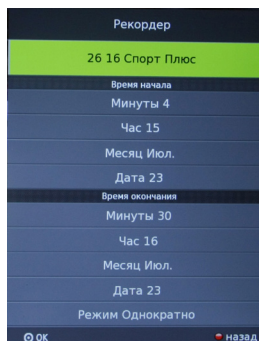 Рекордер
26 16 Спорт Плюс
Время начала
Минуты 4
Час 15
Месяц Июл.
Дата 23
Время окончания
Минуты 30
Час 16
Месяц Июл.
Дата 23
Режим Однократно
ОК назад